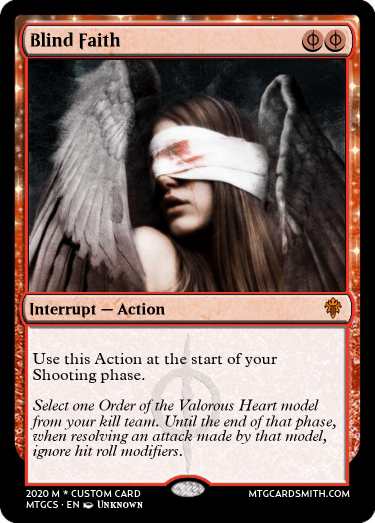 Blind Faith
Interrupt — Action
Use this Action at the start of your
Shooting phase.
Select one Order of the Valorous Heart model
from your kill team. Until the end of that phase,
when resolving an attack made by that model,
ignore hit roll modifiers.
2020 M * CUSTOM CARD
MTGCS · EN Unknown
MTGCARDSMITH.COM